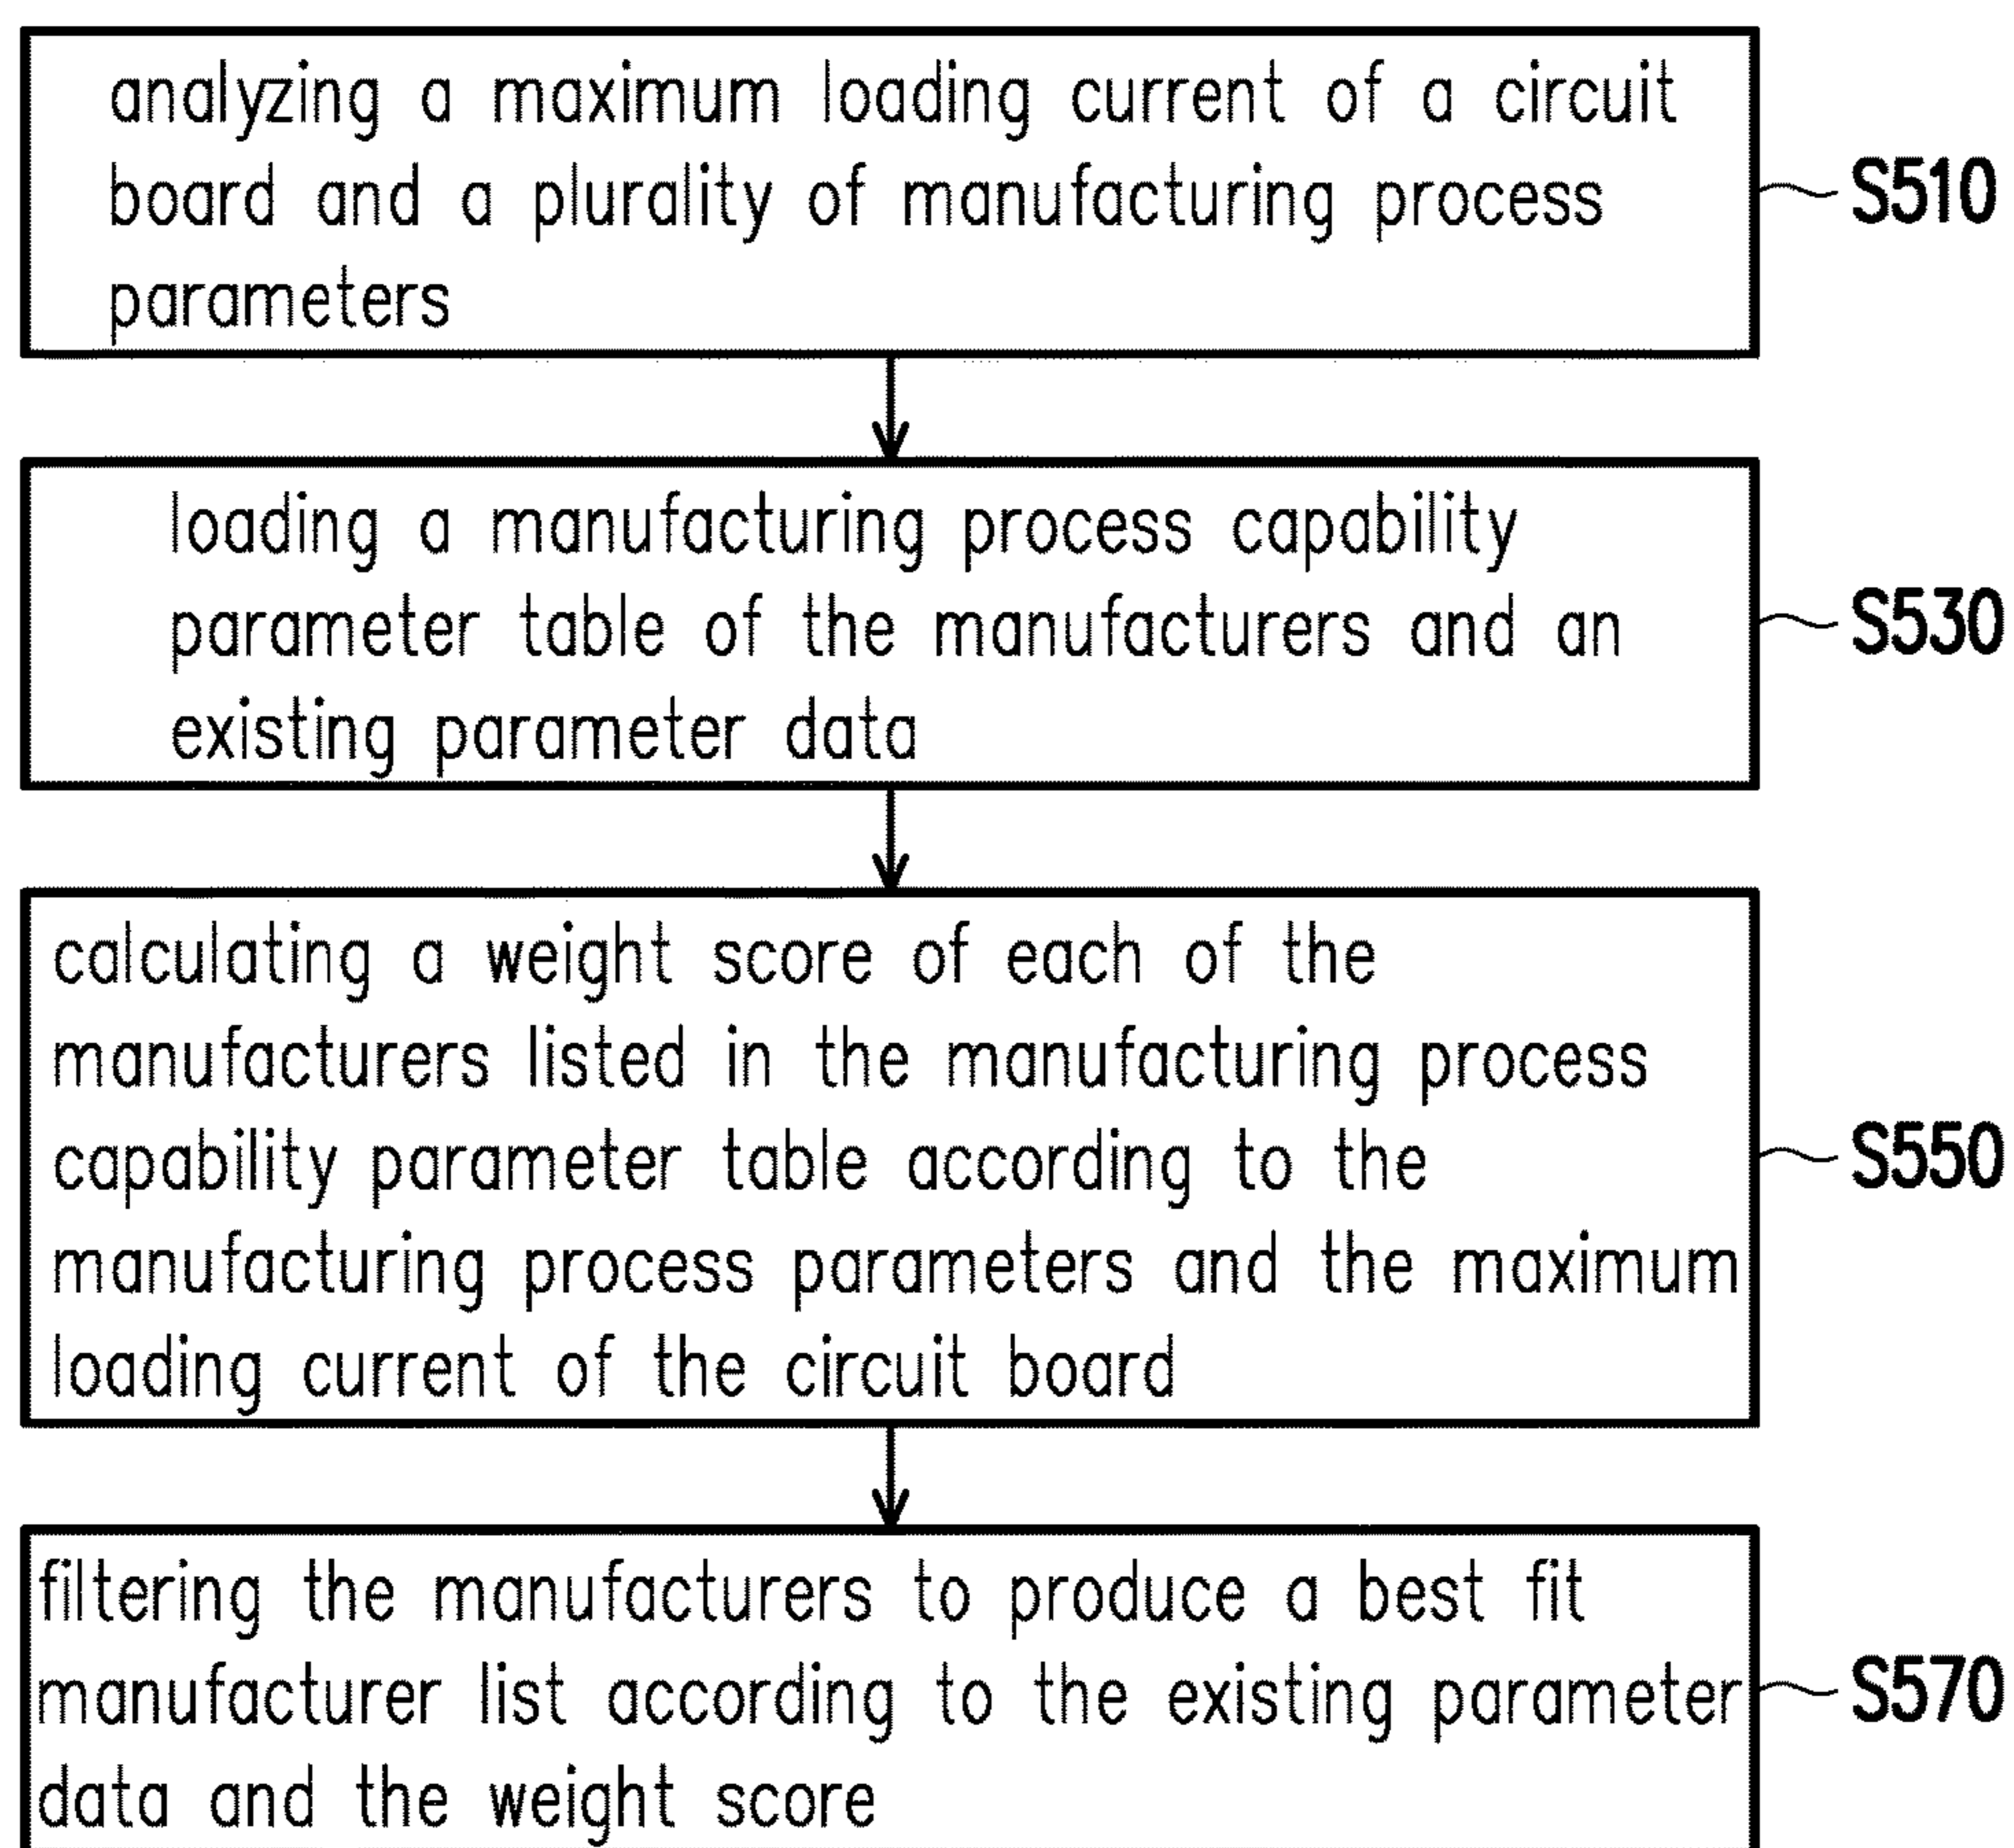 analyzing a maximum loading current of a circuit
board and a plurality of manufacturing process
parameters
S510
loading a manufacturing process capability
parameter table of the manufacturers and an
existing parameter data
S530
calculating a weight score of each of the
manufacturers listed in the manufacturing process
capability parameter table according to the
manufacturing process parameters and the maximum
loading current of the circuit board
S550
filtering the manufacturers to produce a best fit
manufacturer list according to the existing parameter
data and the weight score
S570